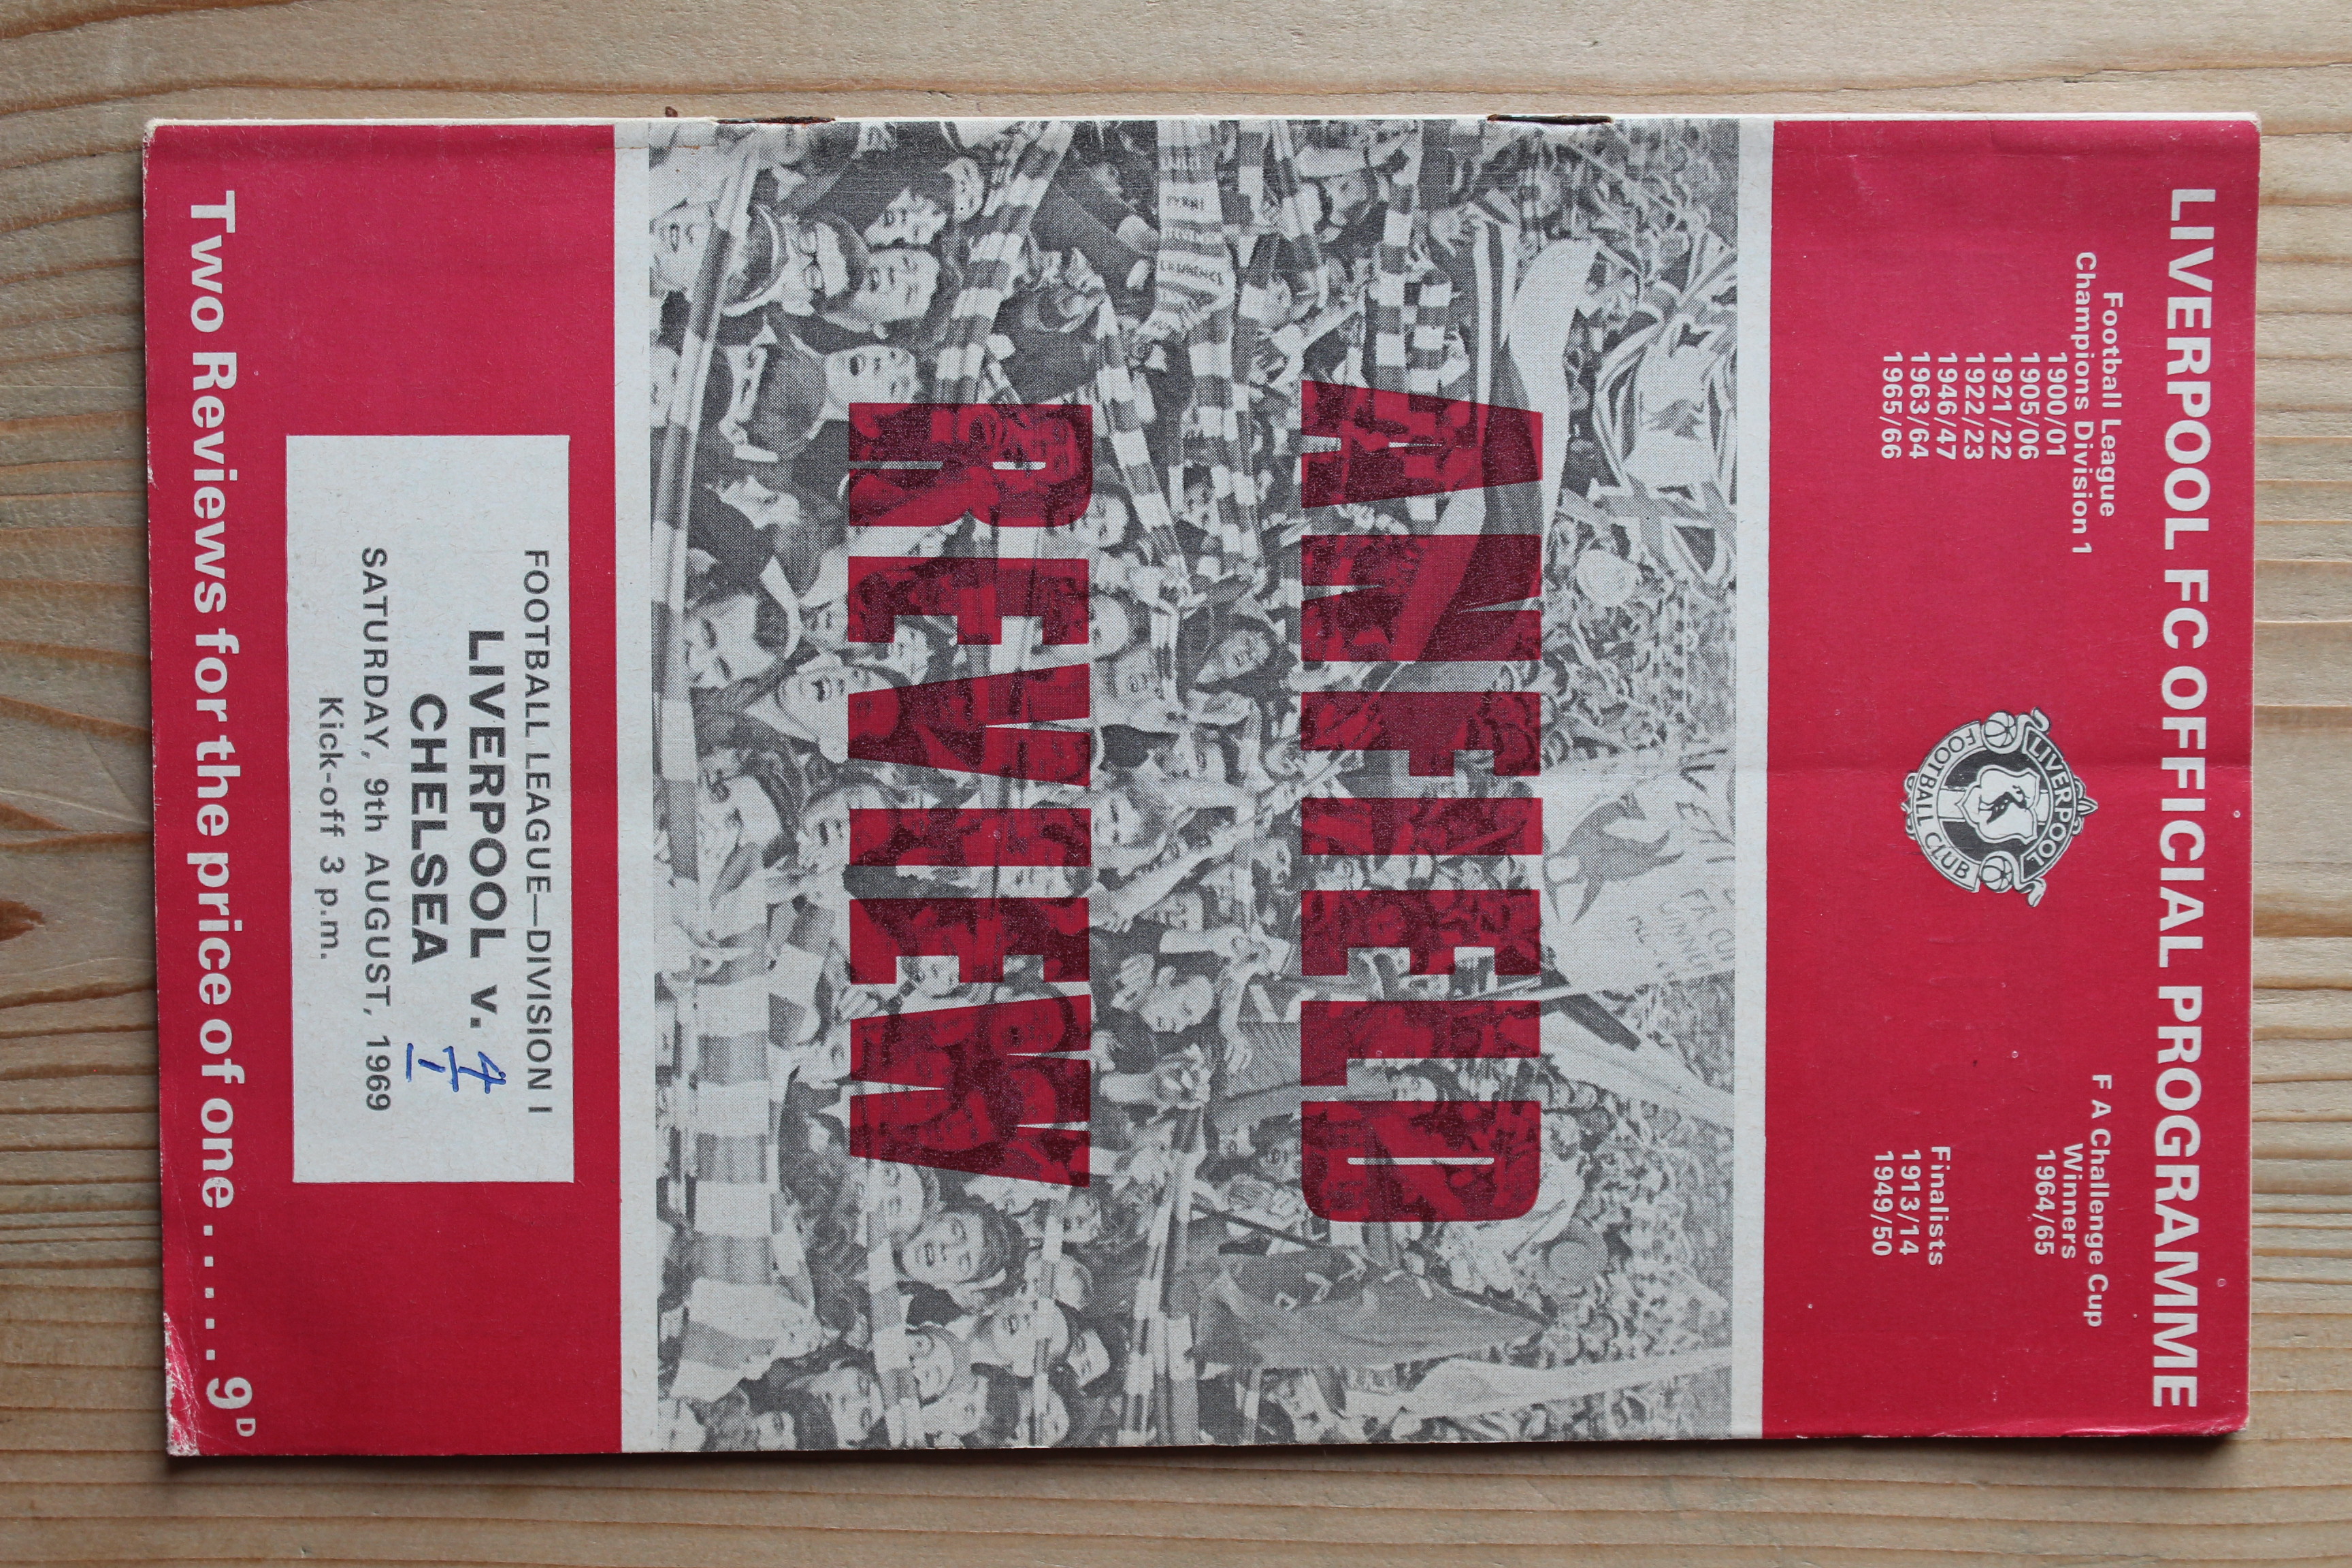 LIVERPOOL FC OFFICIAL PROGRAMME
Football League
Champions Division 1
1900/01
1905/06
1921/22
1922/23
1946/47
1963/64
1965/66
LIVERPOOL
FOOTBALL CLUB
F A Challenge Cup
Winners
1964/65
Finalists
1913/14
1949/50
FA CUP
LAWRENCE
ANFIELD
REVIEW
FOOTBALL LEAGUE—DIVISION I
LIVERPOOL v. 4
CHELSEA 1
SATURDAY, 9th AUGUST, 1969
Kick-off 3 p.m.
Two Reviews for the price of one......9D